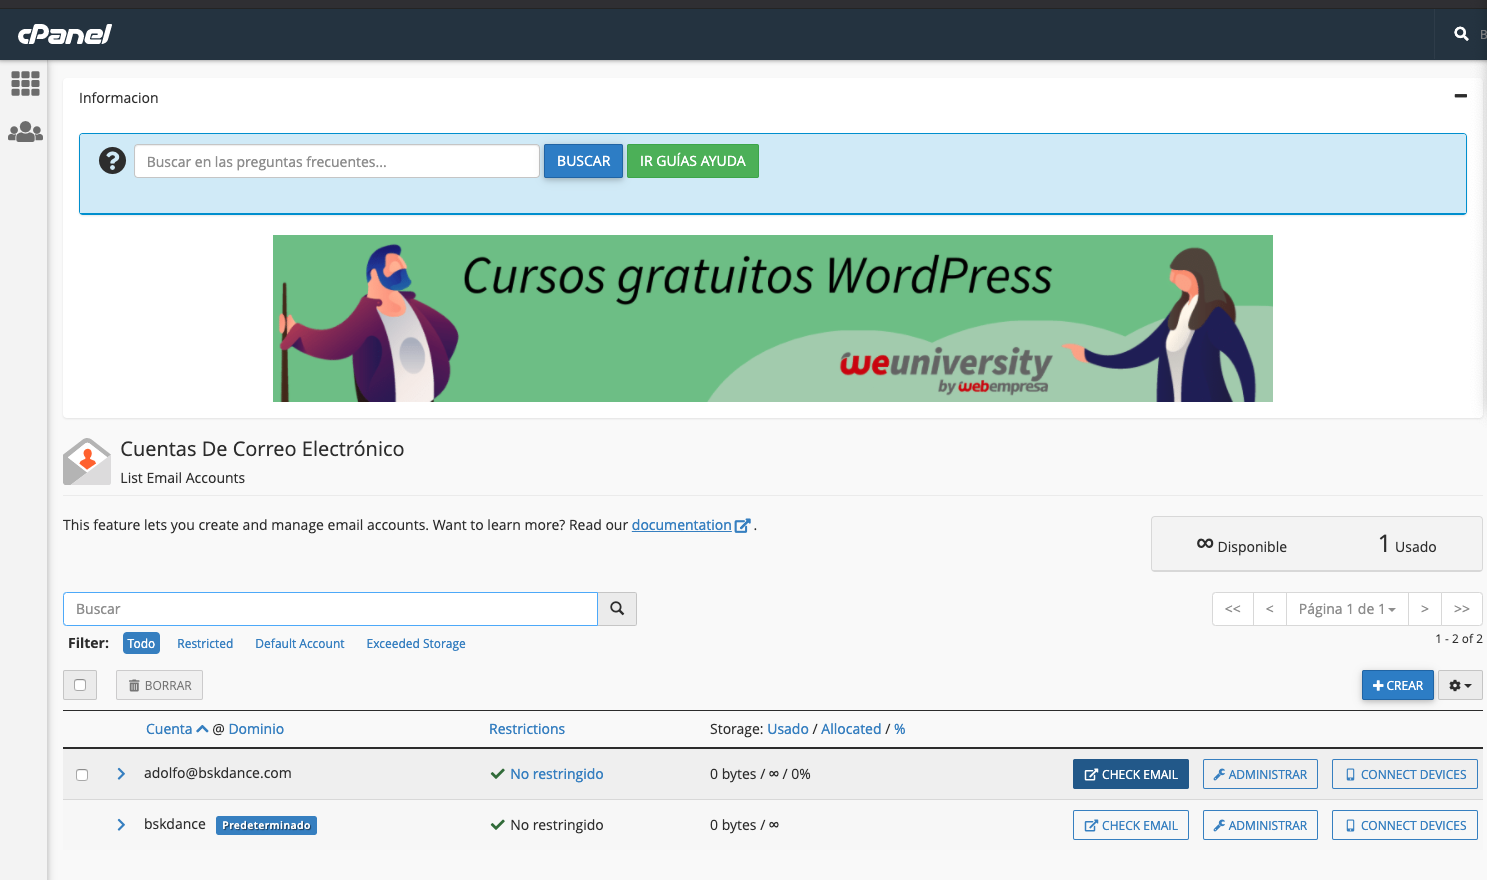 cPanel
B
Informacion
Buscar en las preguntas frecuentes...
BUSCAR
IR GUÍAS AYUDA
Cursos gratuitos WordPress
weuniversity
by webempresa
Cuentas De Correo Electrónico
List Email Accounts
This feature lets you create and manage email accounts. Want to learn more? Read our documentation .
∞ Disponible
1 Usado
Buscar
<< < Página 1 de 1 > >>
Filter: Todo Restricted Default Account Exceeded Storage
1 - 2 of 2
BORRAR
CREAR
Cuenta @ Dominio Restrictions Storage: Usado / Allocated / %
adolfo@bskdance.com No restringido 0 bytes / ∞ / 0% CHECK EMAIL ADMINISTRAR CONNECT DEVICES
bskdance Predeterminado No restringido 0 bytes / ∞ CHECK EMAIL ADMINISTRAR CONNECT DEVICES